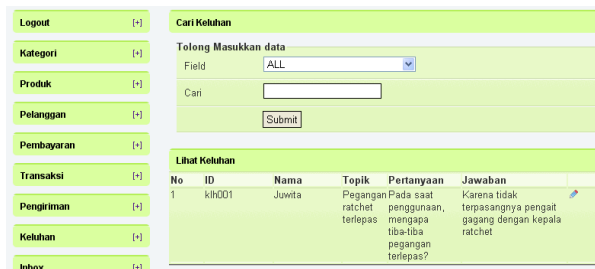 Logout [+]
Kategori [+]
Produk [+]
Pelanggan [+]
Pembayaran [+]
Transaksi [+]
Pengiriman [+]
Keluhan [+]
Inbox [+]
Cari Keluhan
Tolong Masukkan data
Field ALL
Cari
Submit
Lihat Keluhan
No ID Nama Topik Pertanyaan Jawaban
1 klh001 Juwita Pegangan Pada saat Karena tidak
ratchet penggunaan, terpasangnya pengait
terlepas mengapa gagang dengan kepala
tiba-tiba ratchet
pegangan
terlepas?